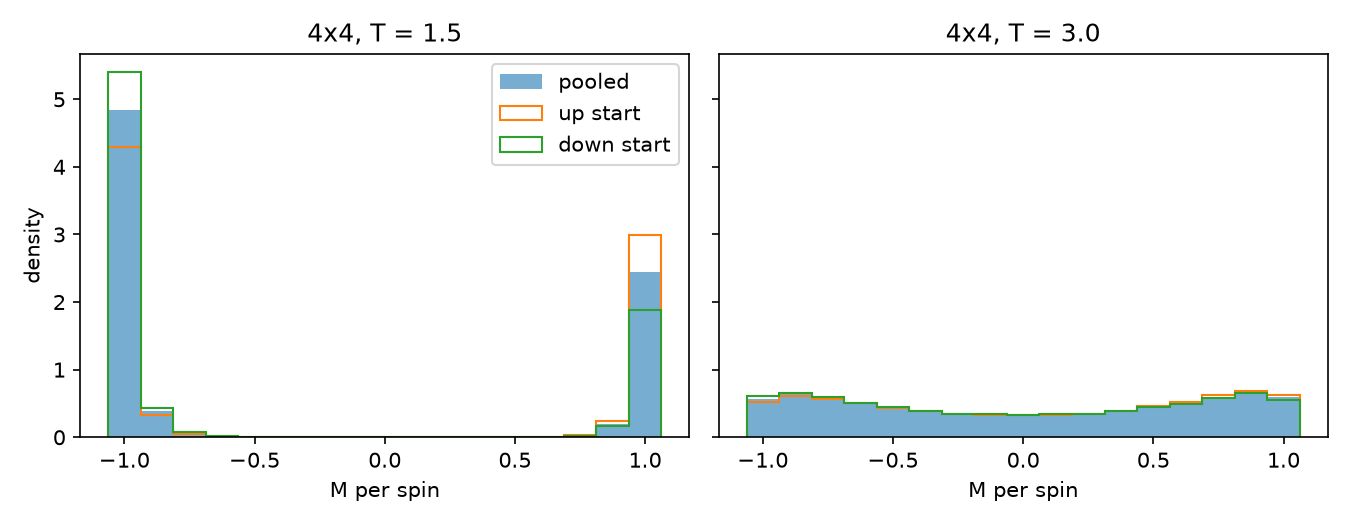 4x4, T = 1.5
5
4
3
2
1
0
density
pooled
up start
down start
−1.0 −0.5 0.0 0.5 1.0
M per spin
4x4, T = 3.0
−1.0 −0.5 0.0 0.5 1.0
M per spin